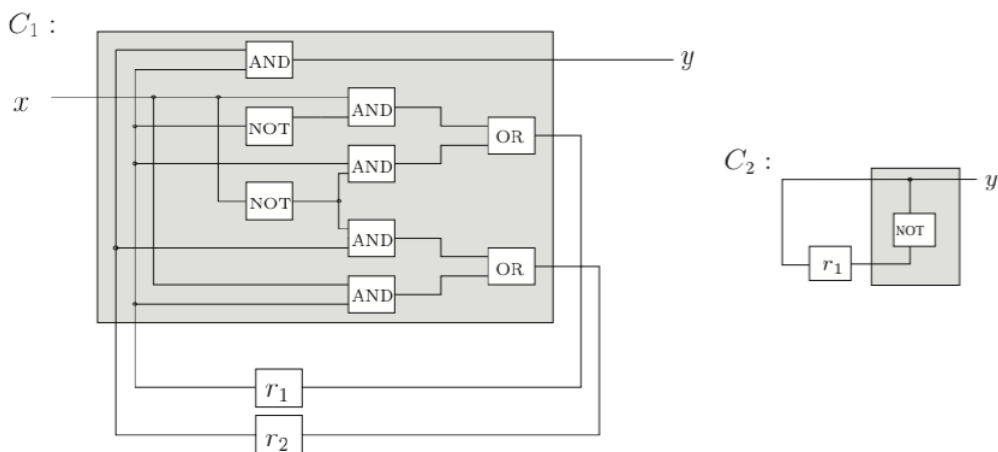 C₁ :
AND
y
x
AND
NOT
OR
AND
NOT
AND
OR
AND
r₁
r₂
C₂ :
y
NOT
r₁